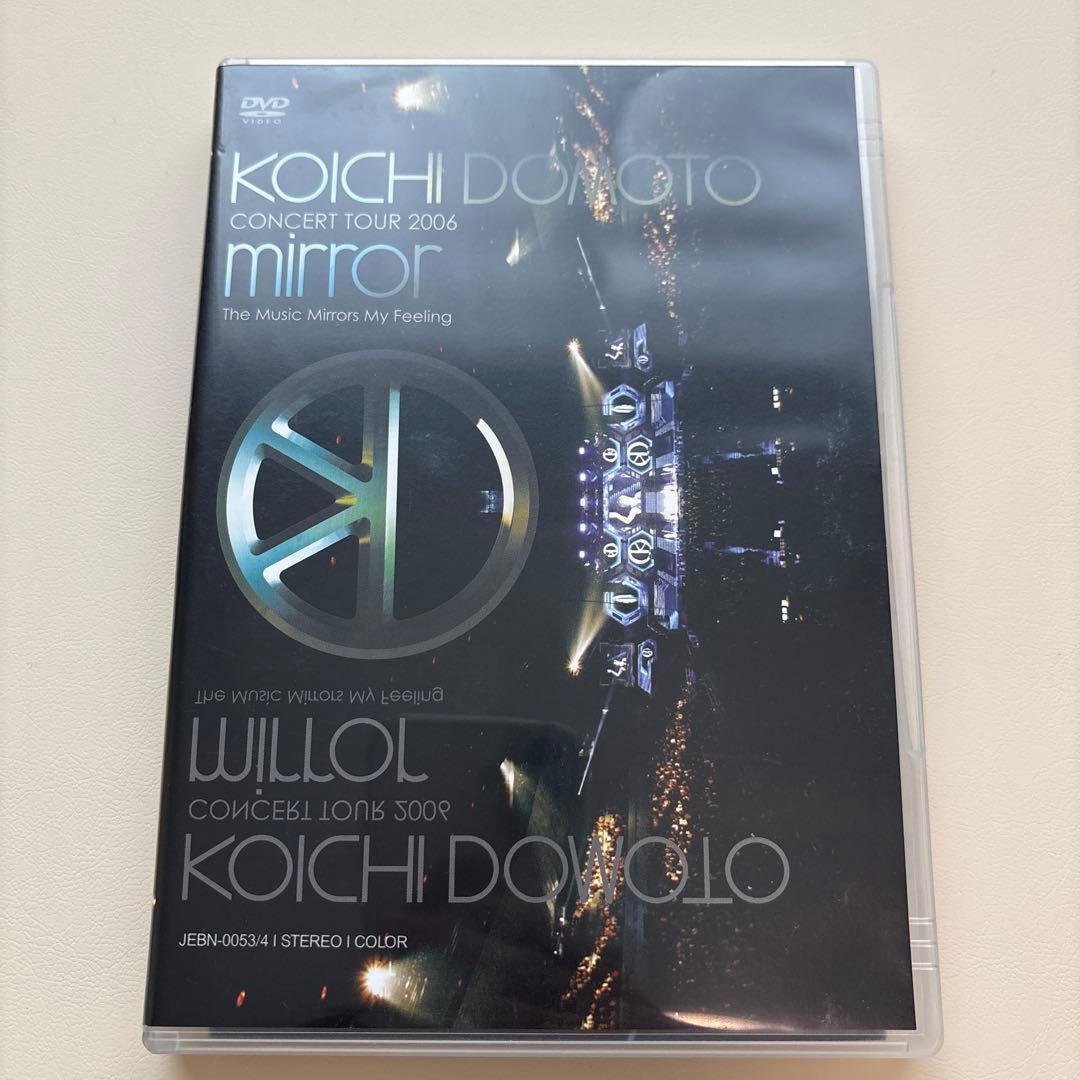 DVD
VIDEO
KOICHI DOMOTO
CONCERT TOUR 2006
mirror
The Music Mirrors My Feeling
The Music Mirrors My Feeling
mirror
CONCERT TOUR 2006
KOICHI DOMOTO
JEBN-0053/4 I STEREO I COLOR